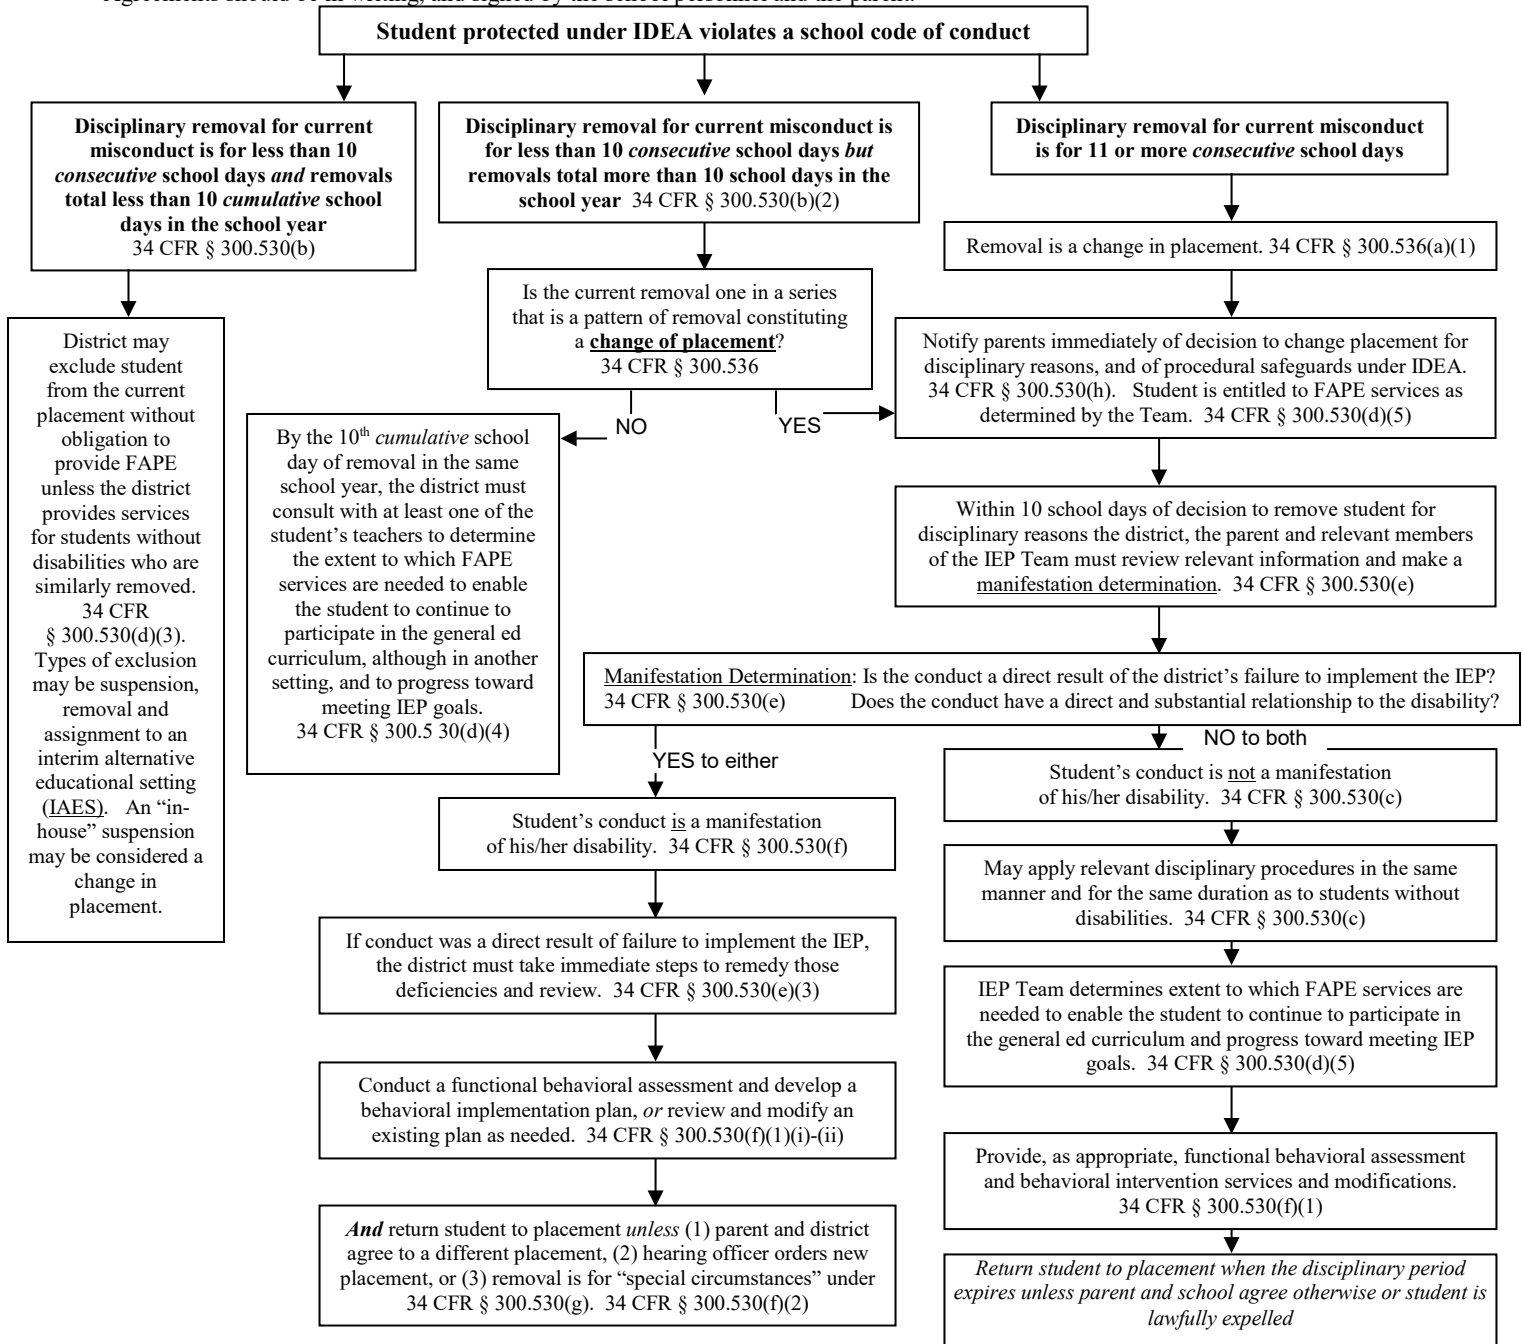 Agreements should be in writing, and signed by the school personnel and the parent.
Student protected under IDEA violates a school code of conduct
Disciplinary removal for current
misconduct is for less than 10
consecutive school days and removals
total less than 10 cumulative school
days in the school year
34 CFR § 300.530(b)
Disciplinary removal for current misconduct is
for less than 10 consecutive school days but
removals total more than 10 school days in the
school year 34 CFR § 300.530(b)(2)
Disciplinary removal for current misconduct
is for 11 or more consecutive school days
Removal is a change in placement. 34 CFR § 300.536(a)(1)
Is the current removal one in a series
that is a pattern of removal constituting
a change of placement?
34 CFR § 300.536
NO
YES
District may
exclude student
from the current
placement without
obligation to
provide FAPE
unless the district
provides services
for students without
disabilities who are
similarly removed.
34 CFR
§ 300.530(d)(3).
Types of exclusion
may be suspension,
removal and
assignment to an
interim alternative
educational setting
(IAES). An “in-
house” suspension
may be considered a
change in
placement.
By the 10th cumulative school
day of removal in the same
school year, the district must
consult with at least one of the
student’s teachers to determine
the extent to which FAPE
services are needed to enable
the student to continue to
participate in the general ed
curriculum, although in another
setting, and to progress toward
meeting IEP goals.
34 CFR § 300.5 30(d)(4)
Notify parents immediately of decision to change placement for
disciplinary reasons, and of procedural safeguards under IDEA.
34 CFR § 300.530(h). Student is entitled to FAPE services as
determined by the Team. 34 CFR § 300.530(d)(5)
Within 10 school days of decision to remove student for
disciplinary reasons the district, the parent and relevant members
of the IEP Team must review relevant information and make a
manifestation determination. 34 CFR § 300.530(e)
Manifestation Determination: Is the conduct a direct result of the district’s failure to implement the IEP?
34 CFR § 300.530(e) Does the conduct have a direct and substantial relationship to the disability?
YES to either
NO to both
Student’s conduct is a manifestation
of his/her disability. 34 CFR § 300.530(f)
If conduct was a direct result of failure to implement the IEP,
the district must take immediate steps to remedy those
deficiencies and review. 34 CFR § 300.530(e)(3)
Conduct a functional behavioral assessment and develop a
behavioral implementation plan, or review and modify an
existing plan as needed. 34 CFR § 300.530(f)(1)(i)-(ii)
And return student to placement unless (1) parent and district
agree to a different placement, (2) hearing officer orders new
placement, or (3) removal is for “special circumstances” under
34 CFR § 300.530(g). 34 CFR § 300.530(f)(2)
Student’s conduct is not a manifestation
of his/her disability. 34 CFR § 300.530(c)
May apply relevant disciplinary procedures in the same
manner and for the same duration as to students without
disabilities. 34 CFR § 300.530(c)
IEP Team determines extent to which FAPE services are
needed to enable the student to continue to participate in
the general ed curriculum and progress toward meeting IEP
goals. 34 CFR § 300.530(d)(5)
Provide, as appropriate, functional behavioral assessment
and behavioral intervention services and modifications.
34 CFR § 300.530(f)(1)
Return student to placement when the disciplinary period
expires unless parent and school agree otherwise or student is
lawfully expelled